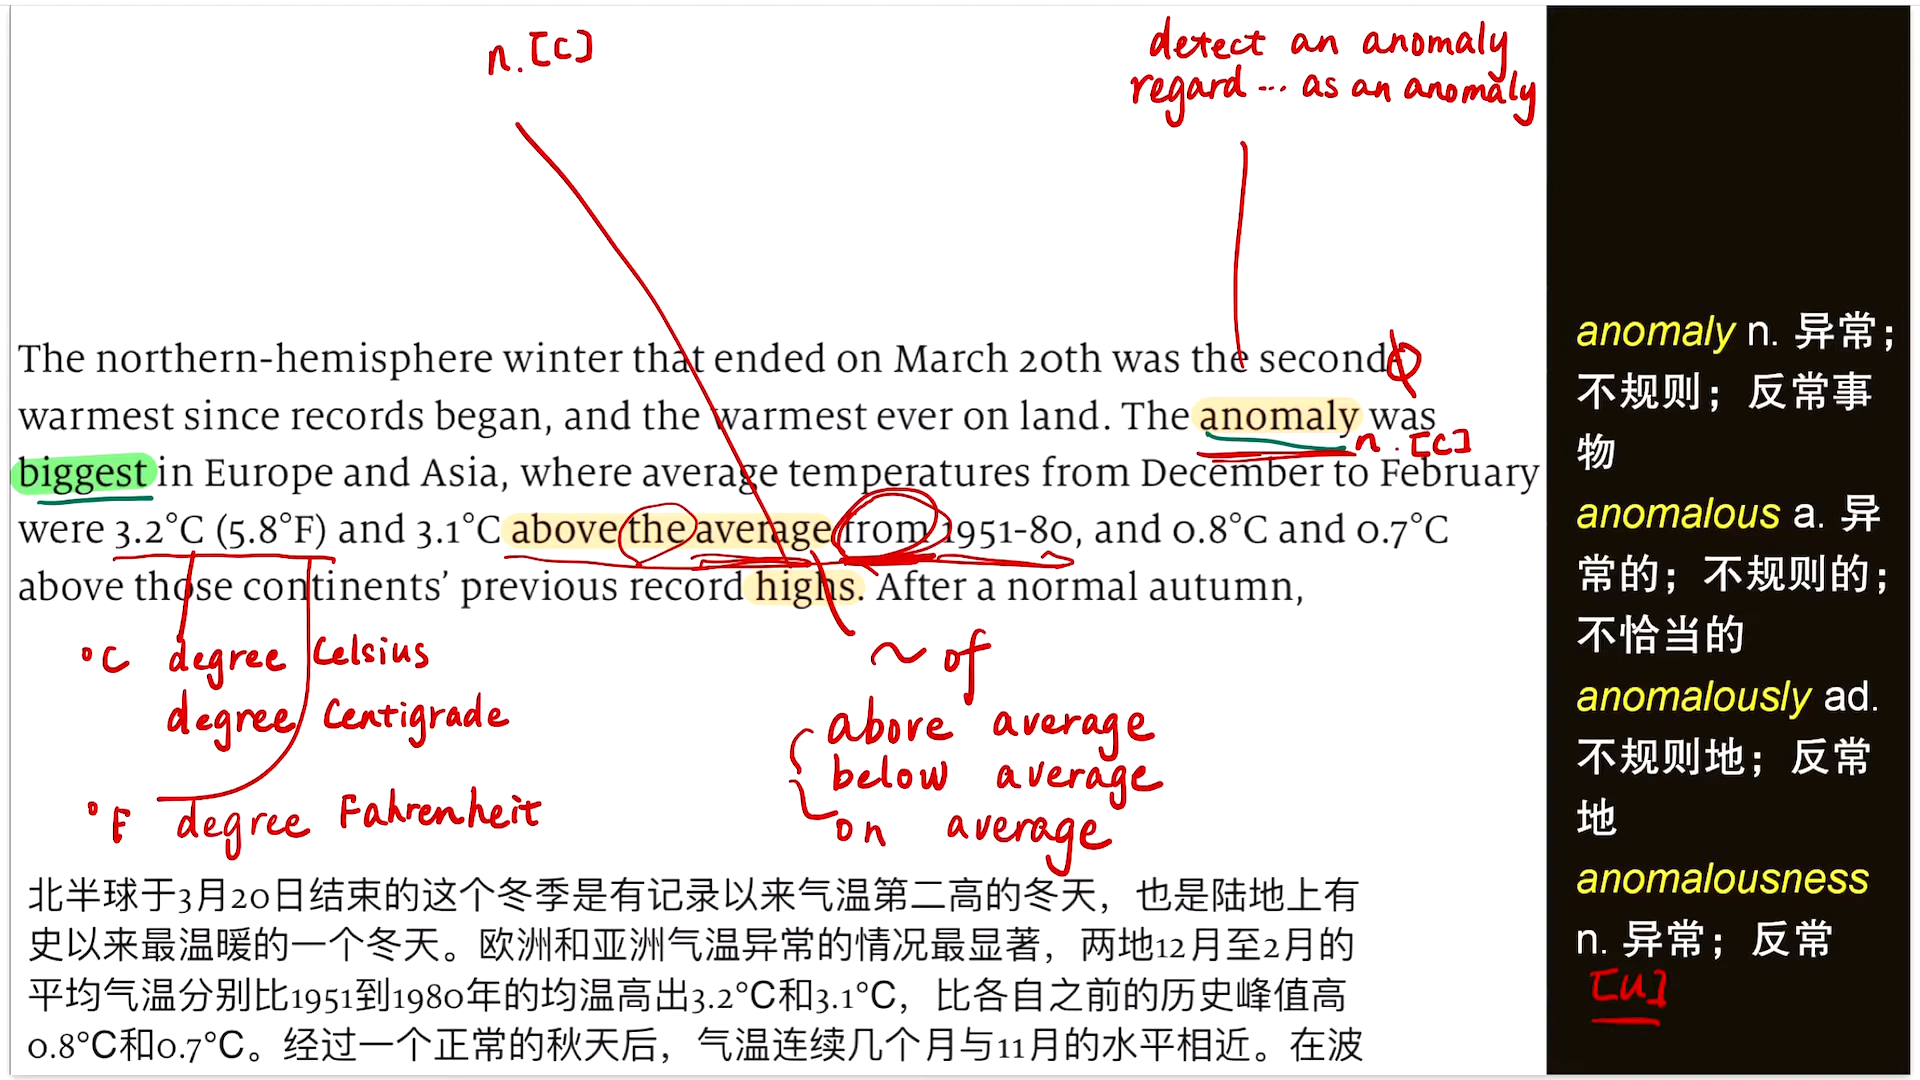 n. [C]
detect an anomaly
regard ... as an anomaly
The northern-hemisphere winter that ended on March 20th was the second-
warmest since records began, and the warmest ever on land. The anomaly was
n. [C]
biggest in Europe and Asia, where average temperatures from December to February
were 3.2°C (5.8°F) and 3.1°C above the average from 1951-80, and 0.8°C and 0.7°C
above those continents’ previous record highs. After a normal autumn,
°C degree Celsius
degree Centigrade
°F degree Fahrenheit
~ of
above average
below average
on average
北半球于3月20日结束的这个冬季是有记录以来气温第二高的冬天，也是陆地上有
史以来最温暖的一个冬天。欧洲和亚洲气温异常的情况最显著，两地12月至2月的
平均气温分别比1951到1980年的均温高出3.2°C和3.1°C，比各自之前的历史峰值高
0.8°C和0.7°C。经过一个正常的秋天后，气温连续几个月与11月的水平相近。在波
anomaly n. 异常；
不规则；反常事
物
anomalous a. 异
常的；不规则的；
不恰当的
anomalously ad.
不规则地；反常
地
anomalousness
n. 异常；反常
[U]